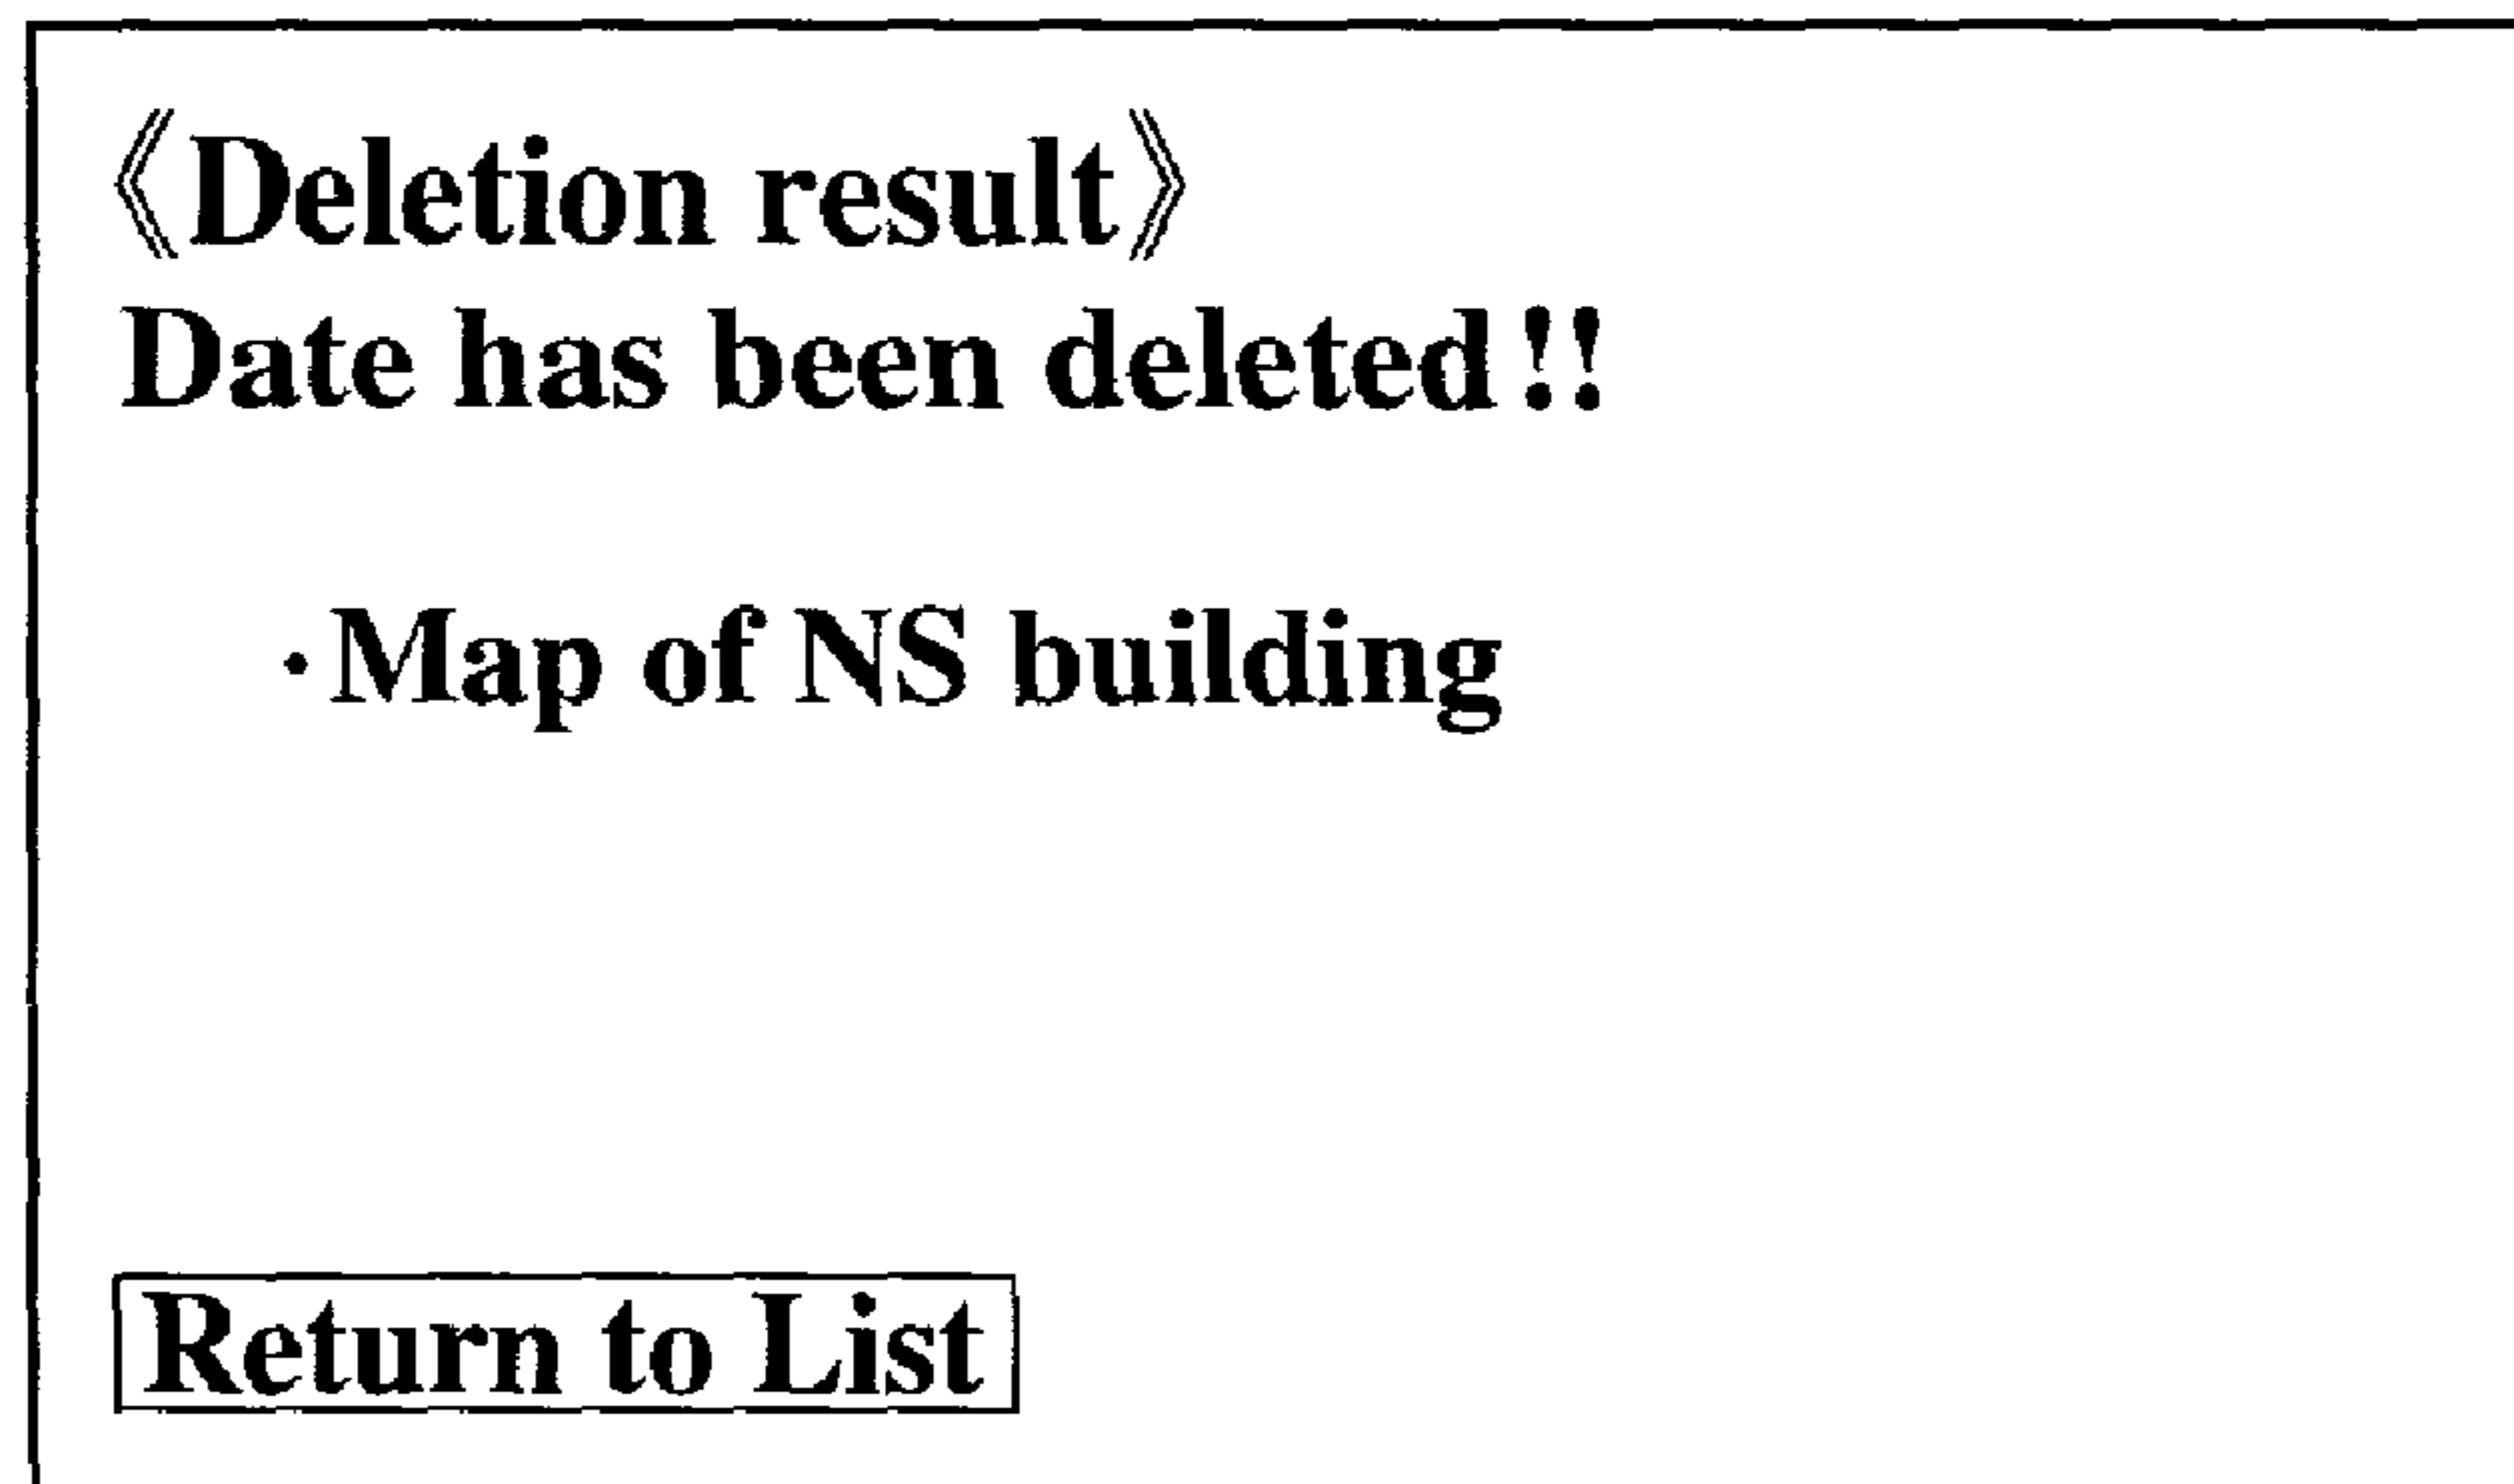 《Deletion result》
Date has been deleted!!
・Map of NS building
Return to List